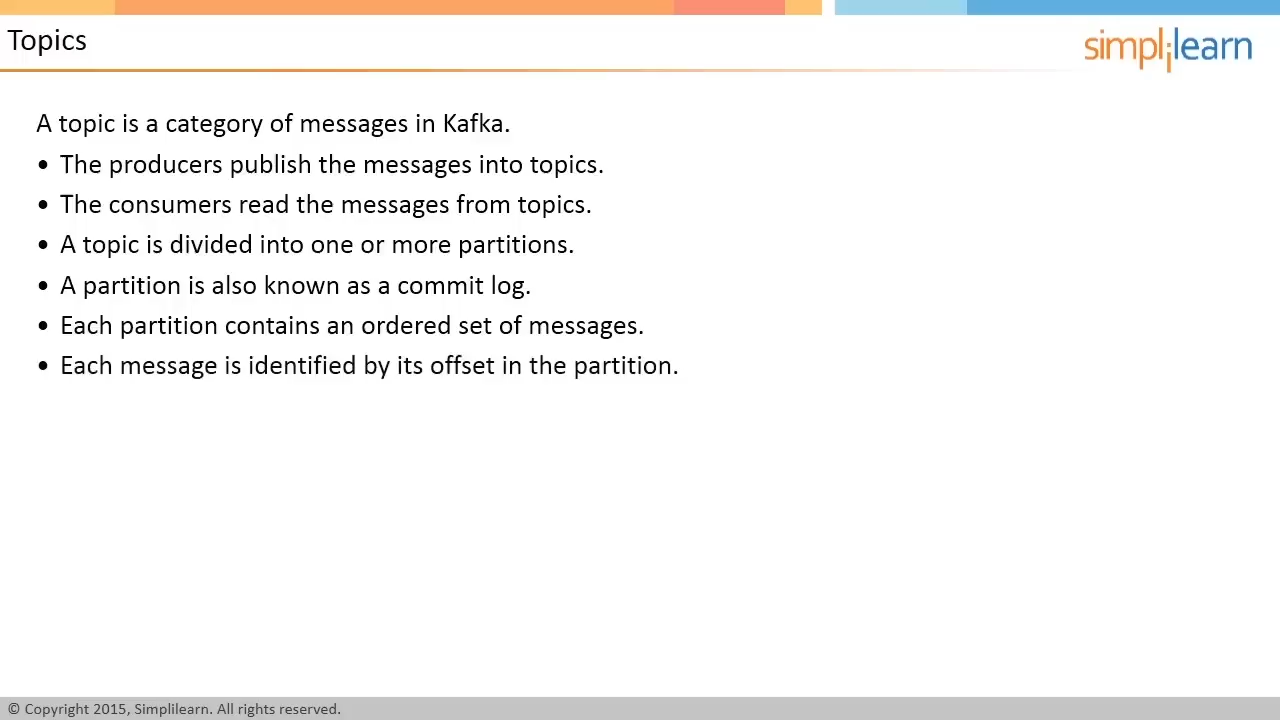 Topics
simplilearn
A topic is a category of messages in Kafka.
• The producers publish the messages into topics.
• The consumers read the messages from topics.
• A topic is divided into one or more partitions.
• A partition is also known as a commit log.
• Each partition contains an ordered set of messages.
• Each message is identified by its offset in the partition.
© Copyright 2015, Simplilearn. All rights reserved.